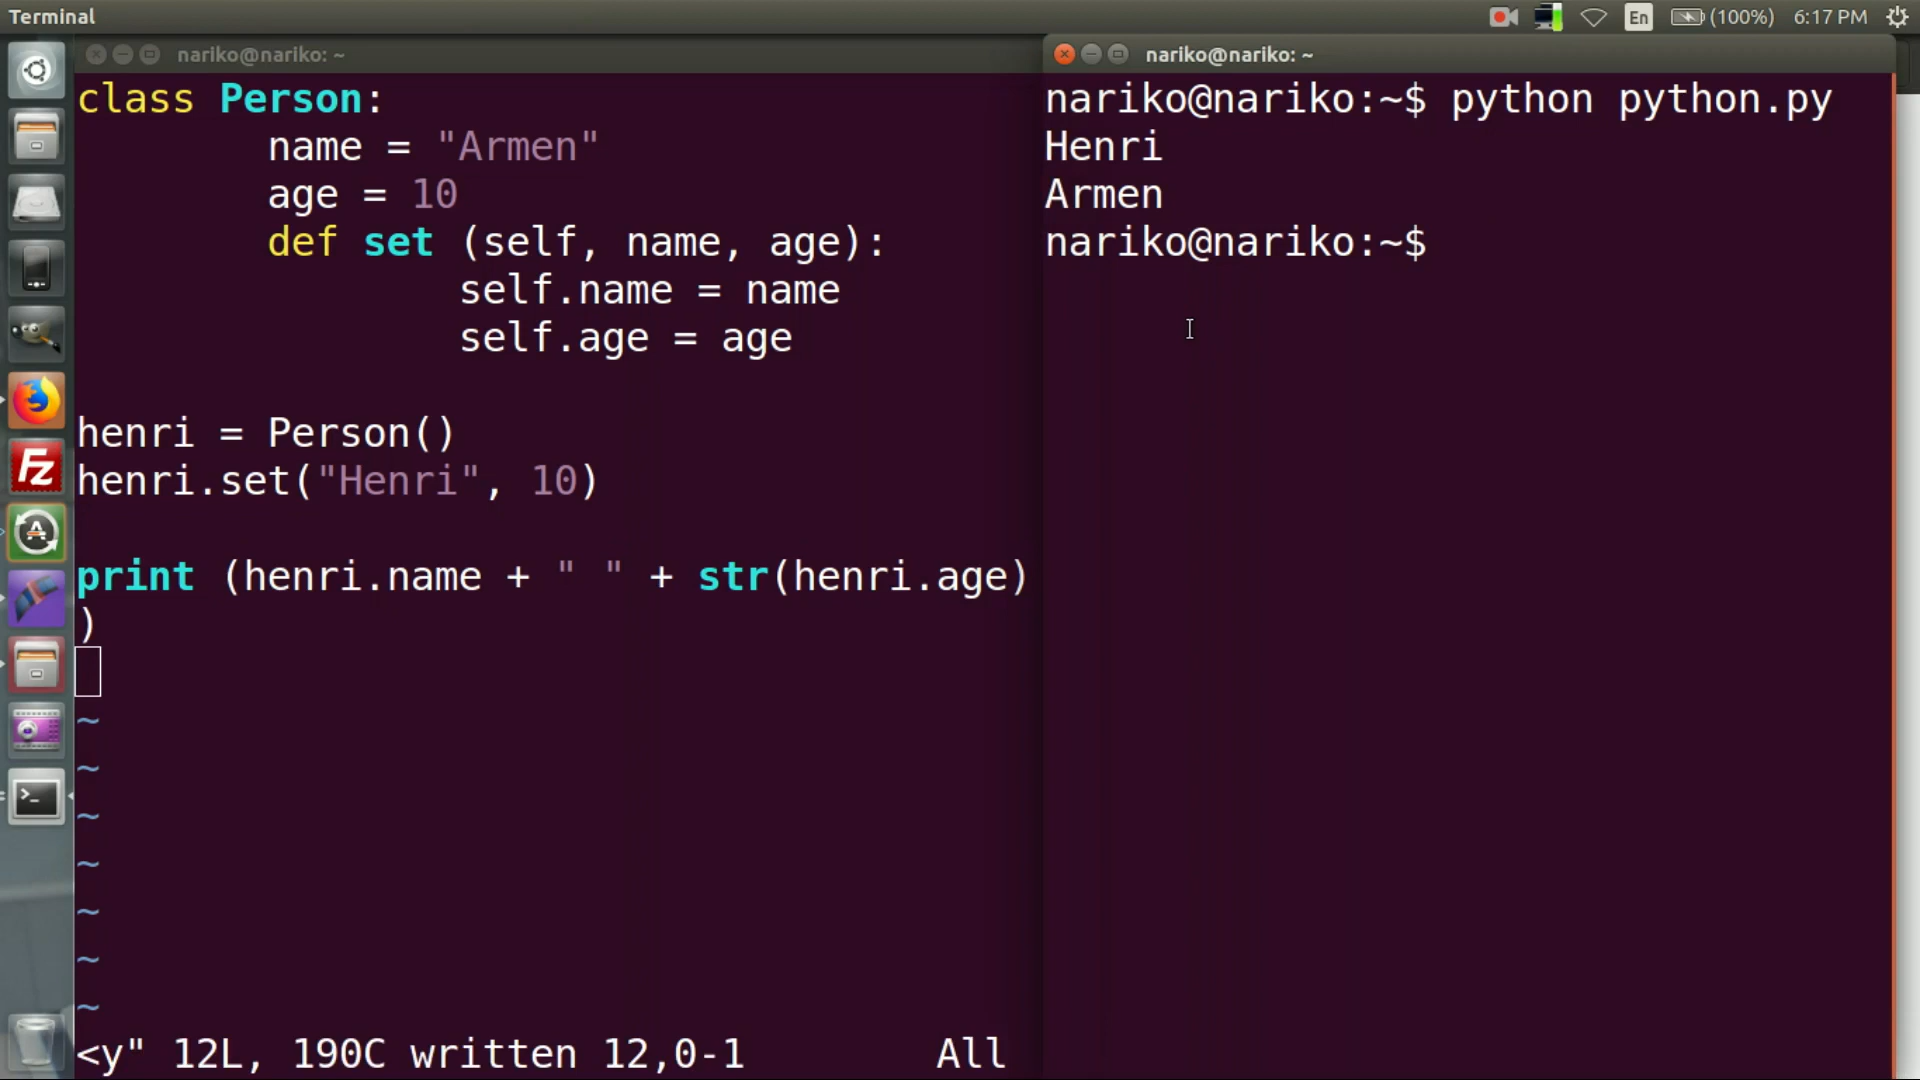 Terminal
En
(100%)
6:17 PM
nariko@nariko: ~
class Person:
name = "Armen"
age = 10
def set (self, name, age):
self.name = name
self.age = age
henri = Person()
henri.set("Henri", 10)
print (henri.name + " " + str(henri.age)
)
~
~
~
~
~
~
~
<y" 12L, 190C written 12,0-1 All
nariko@nariko: ~
nariko@nariko:~$ python python.py
Henri
Armen
nariko@nariko:~$
Fz
A
>_